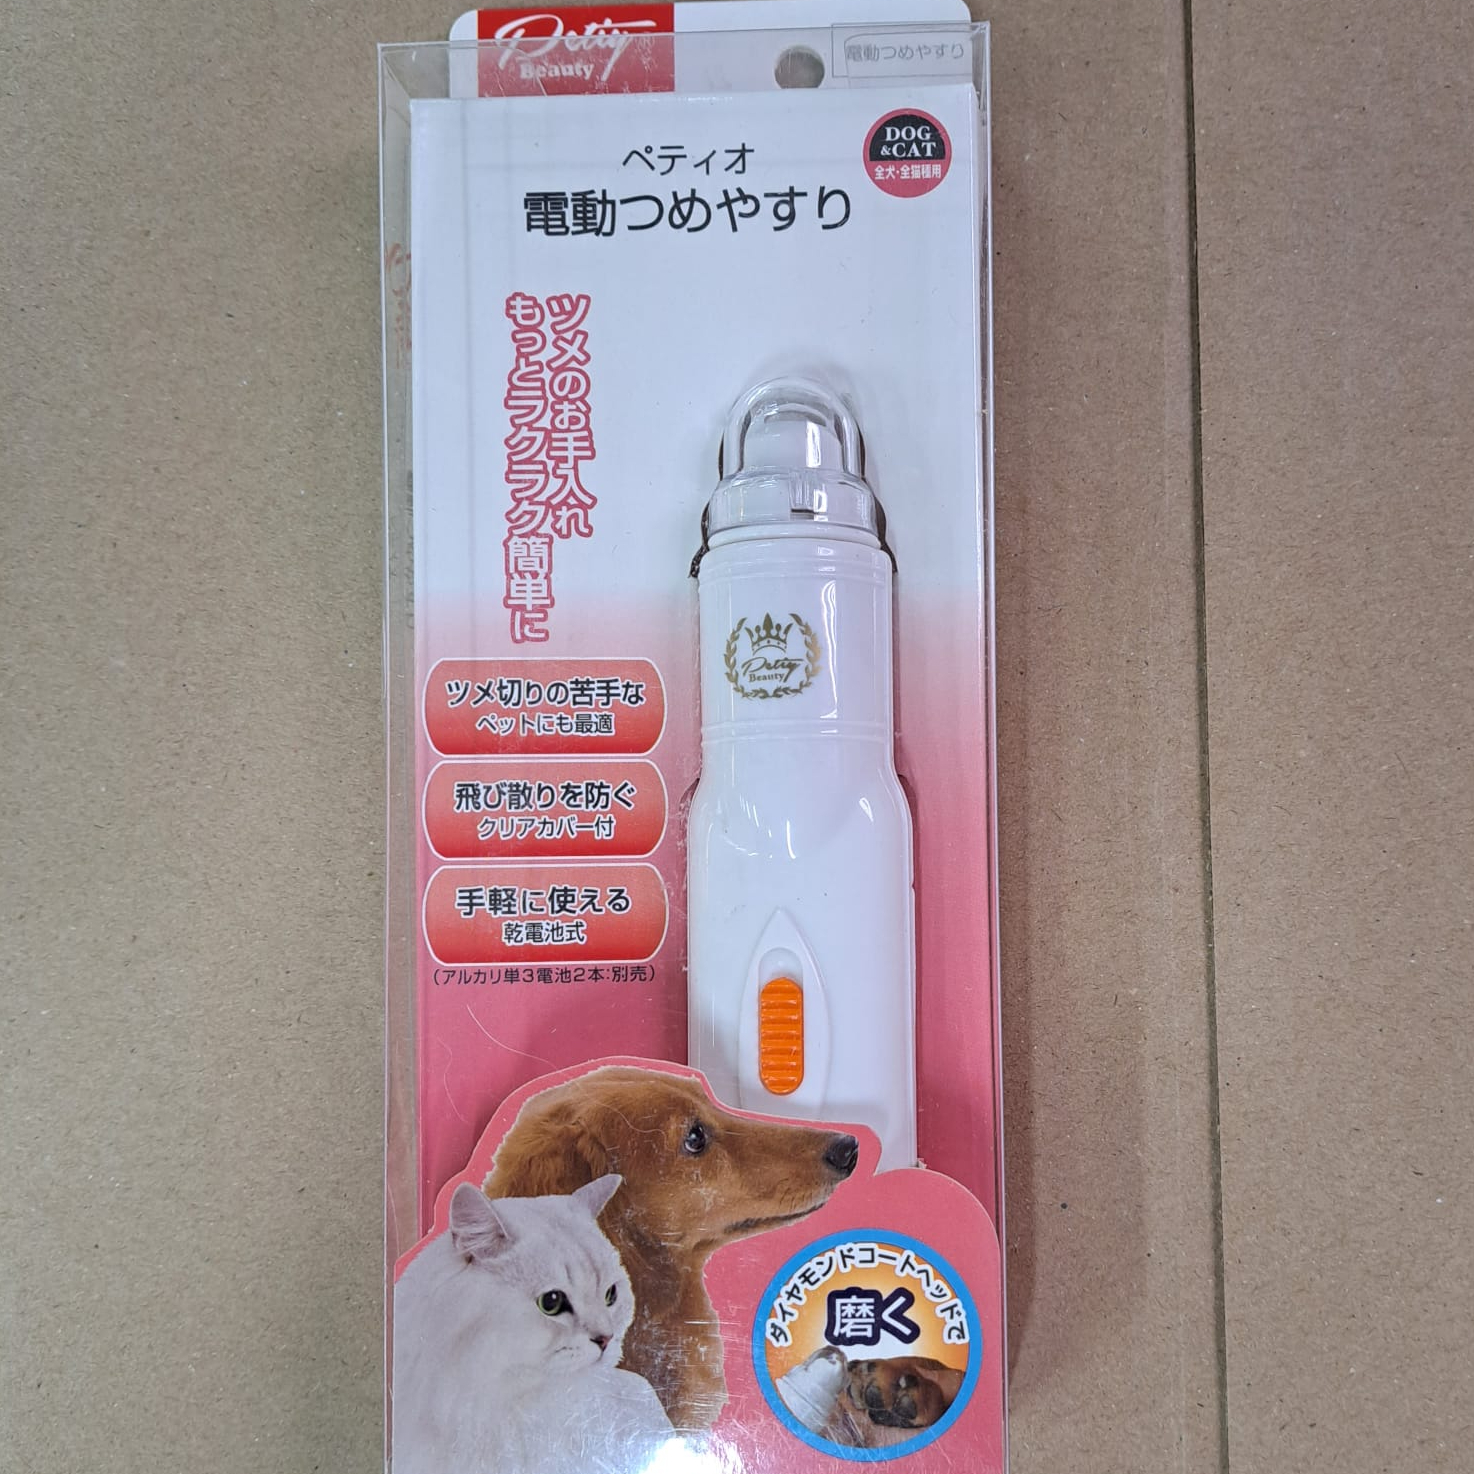 Petio
Beauty
電動つめやすり
DOG
&CAT
全犬・全猫種用
ペティオ
電動つめやすり
ツメのお手入れ
もっとラクラク簡単に
ツメ切りの苦手な
ペットにも最適
飛び散りを防ぐ
クリアカバー付
手軽に使える
乾電池式
(アルカリ単3電池2本:別売)
Petio
Beauty
ダイヤモンドコートヘッドで
磨く